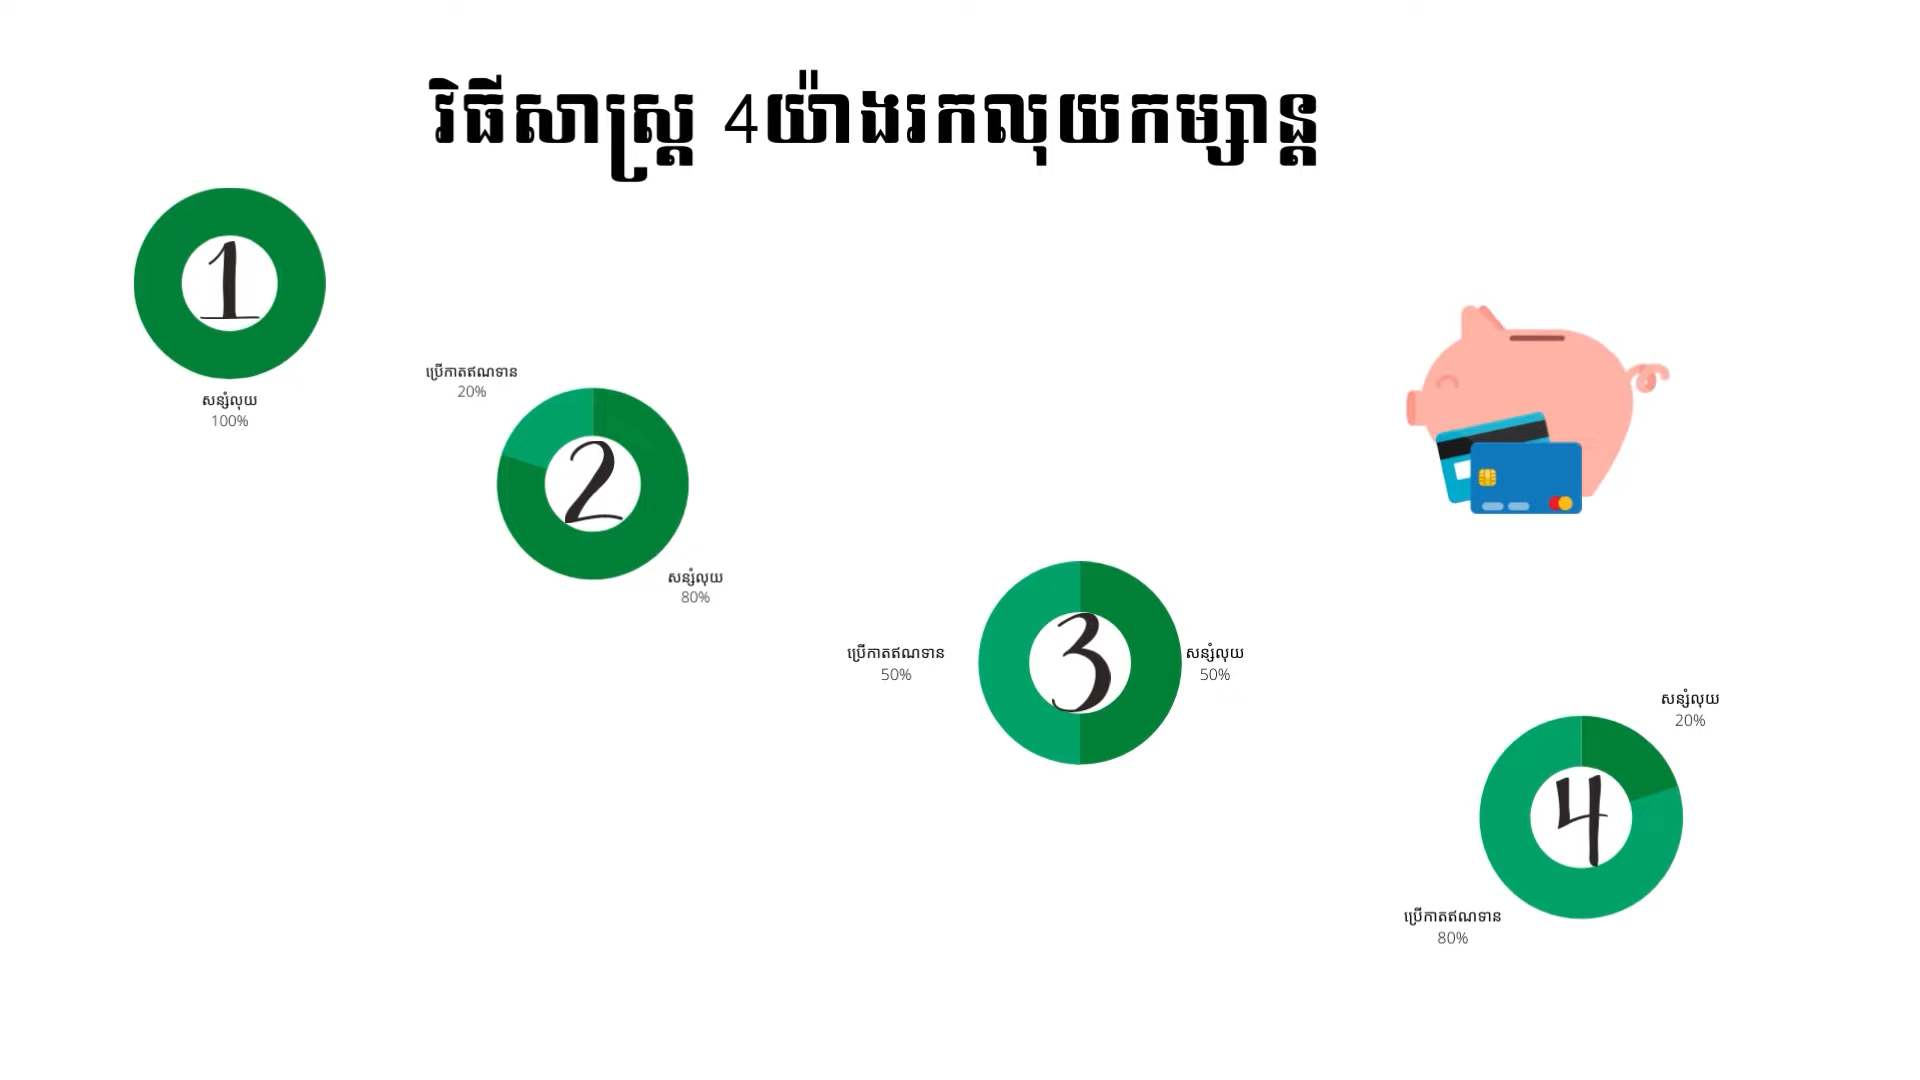 វិធីសាស្ត្រ 4យ៉ាងរកលុយកម្សាន្ត
1
សន្សំលុយ
100%
ប្រើកាតឥណទាន
20%
2
សន្សំលុយ
80%
ប្រើកាតឥណទាន
50%
3
សន្សំលុយ
50%
សន្សំលុយ
20%
4
ប្រើកាតឥណទាន
80%